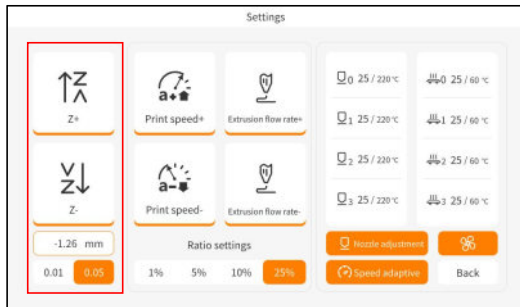 Settings
Z+
Z-
-1.26 mm
0.01 0.05
Print speed+
Extrusion flow rate+
Print speed-
Extrusion flow rate-
Ratio settings
1% 5% 10% 25%
0 25 / 220 ℃
0 25 / 60 ℃
1 25 / 220 ℃
1 25 / 60 ℃
2 25 / 220 ℃
2 25 / 60 ℃
3 25 / 220 ℃
3 25 / 60 ℃
Nozzle adjustment
Speed adaptive
Back